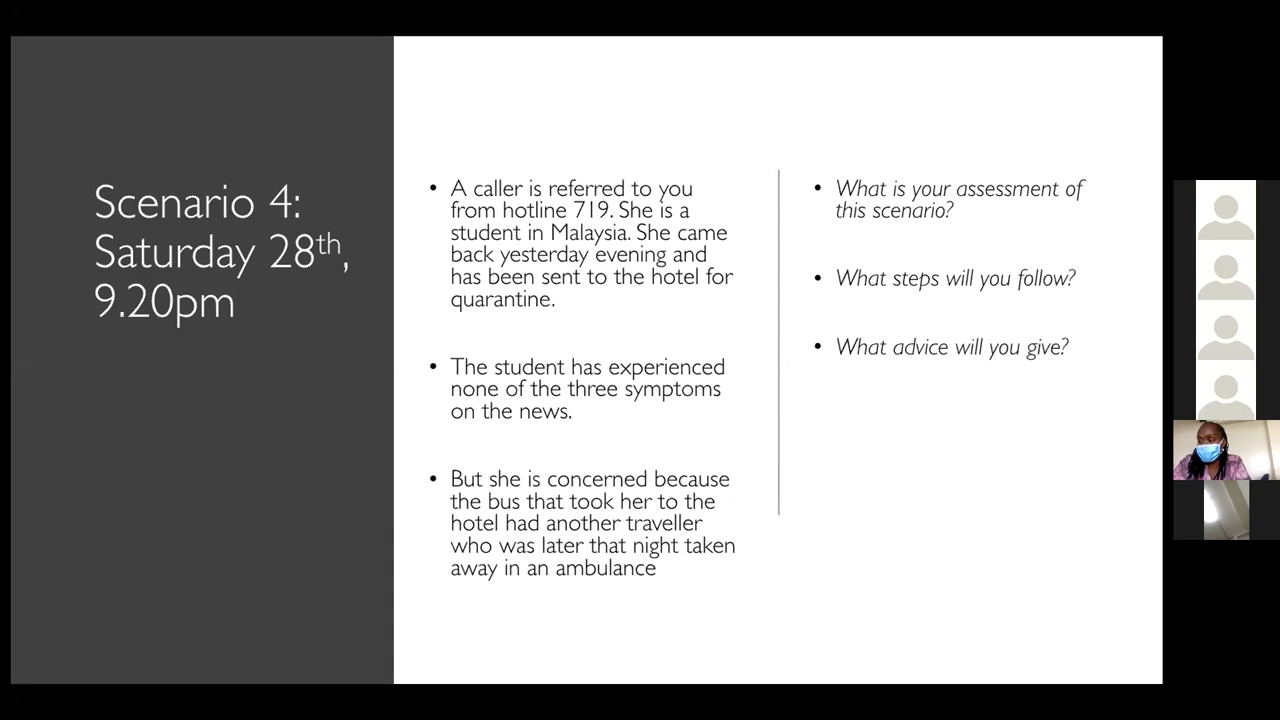 Scenario 4:
Saturday 28th,
9.20pm
• A caller is referred to you
from hotline 719. She is a
student in Malaysia. She came
back yesterday evening and
has been sent to the hotel for
quarantine.
• The student has experienced
none of the three symptoms
on the news.
• But she is concerned because
the bus that took her to the
hotel had another traveller
who was later that night taken
away in an ambulance
• What is your assessment of
this scenario?
• What steps will you follow?
• What advice will you give?